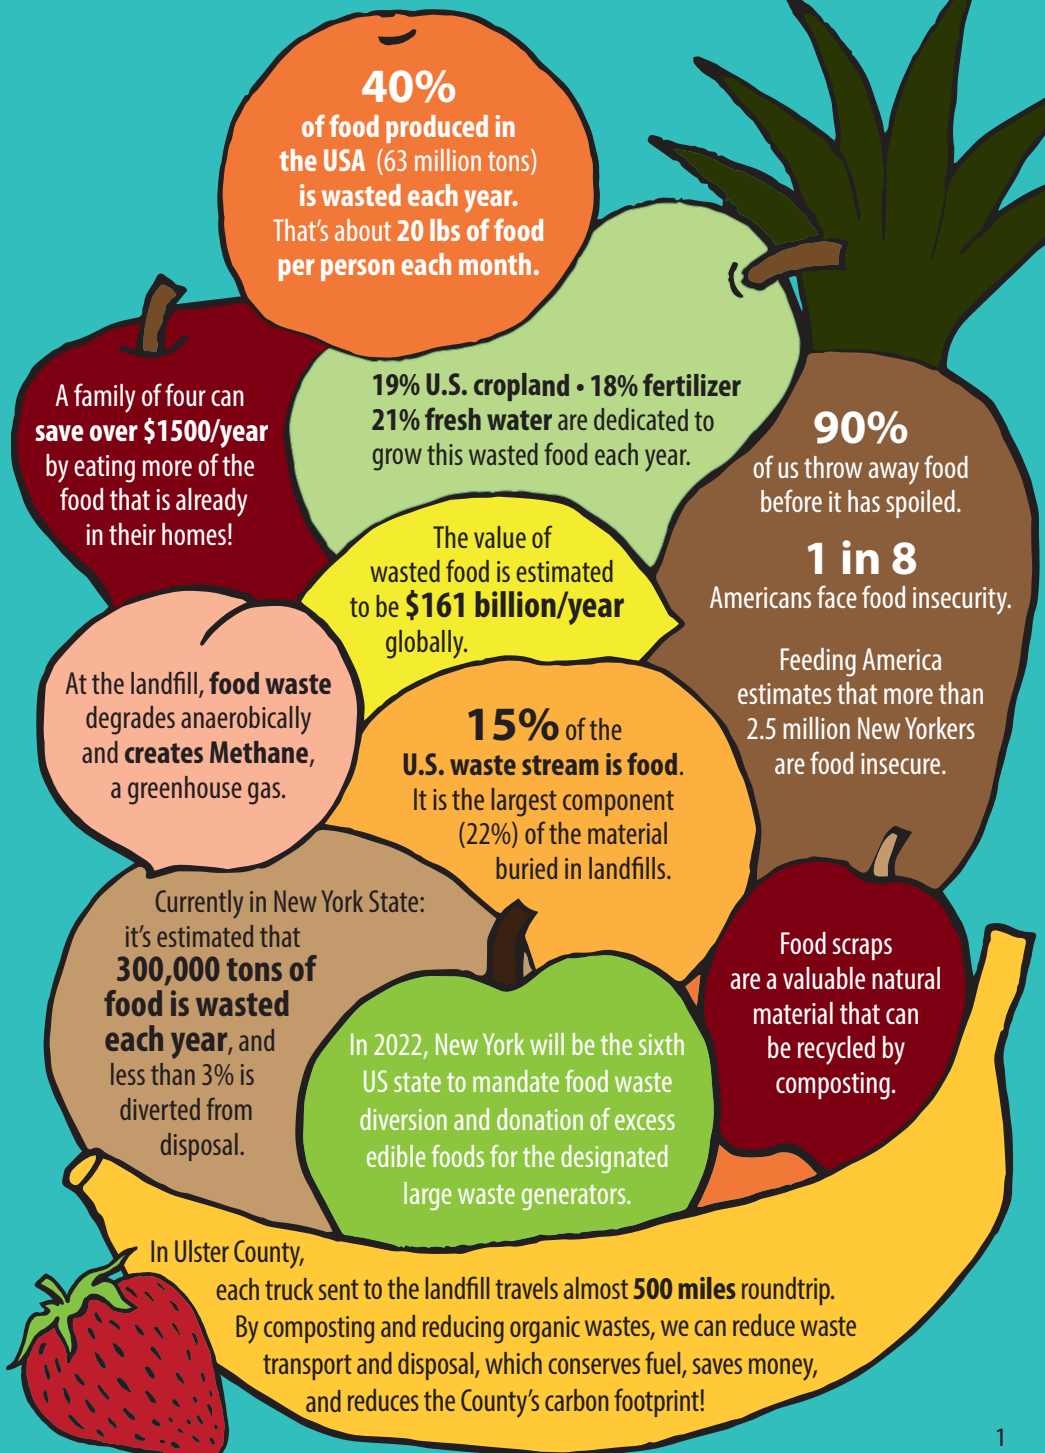 40%
of food produced in
the USA (63 million tons)
is wasted each year.
That's about 20 lbs of food
per person each month.
A family of four can
save over $1500/year
by eating more of the
food that is already
in their homes!
19% U.S. cropland • 18% fertilizer
21% fresh water are dedicated to
grow this wasted food each year.
90%
of us throw away food
before it has spoiled.
1 in 8
Americans face food insecurity.
Feeding America
estimates that more than
2.5 million New Yorkers
are food insecure.
The value of
wasted food is estimated
to be $161 billion/year
globally.
At the landfill, food waste
degrades anaerobically
and creates Methane,
a greenhouse gas.
15% of the
U.S. waste stream is food.
It is the largest component
(22%) of the material
buried in landfills.
Currently in New York State:
it's estimated that
300,000 tons of
food is wasted
each year, and
less than 3% is
diverted from
disposal.
In 2022, New York will be the sixth
US state to mandate food waste
diversion and donation of excess
edible foods for the designated
large waste generators.
Food scraps
are a valuable natural
material that can
be recycled by
composting.
In Ulster County,
each truck sent to the landfill travels almost 500 miles roundtrip.
By composting and reducing organic wastes, we can reduce waste
transport and disposal, which conserves fuel, saves money,
and reduces the County's carbon footprint!
1